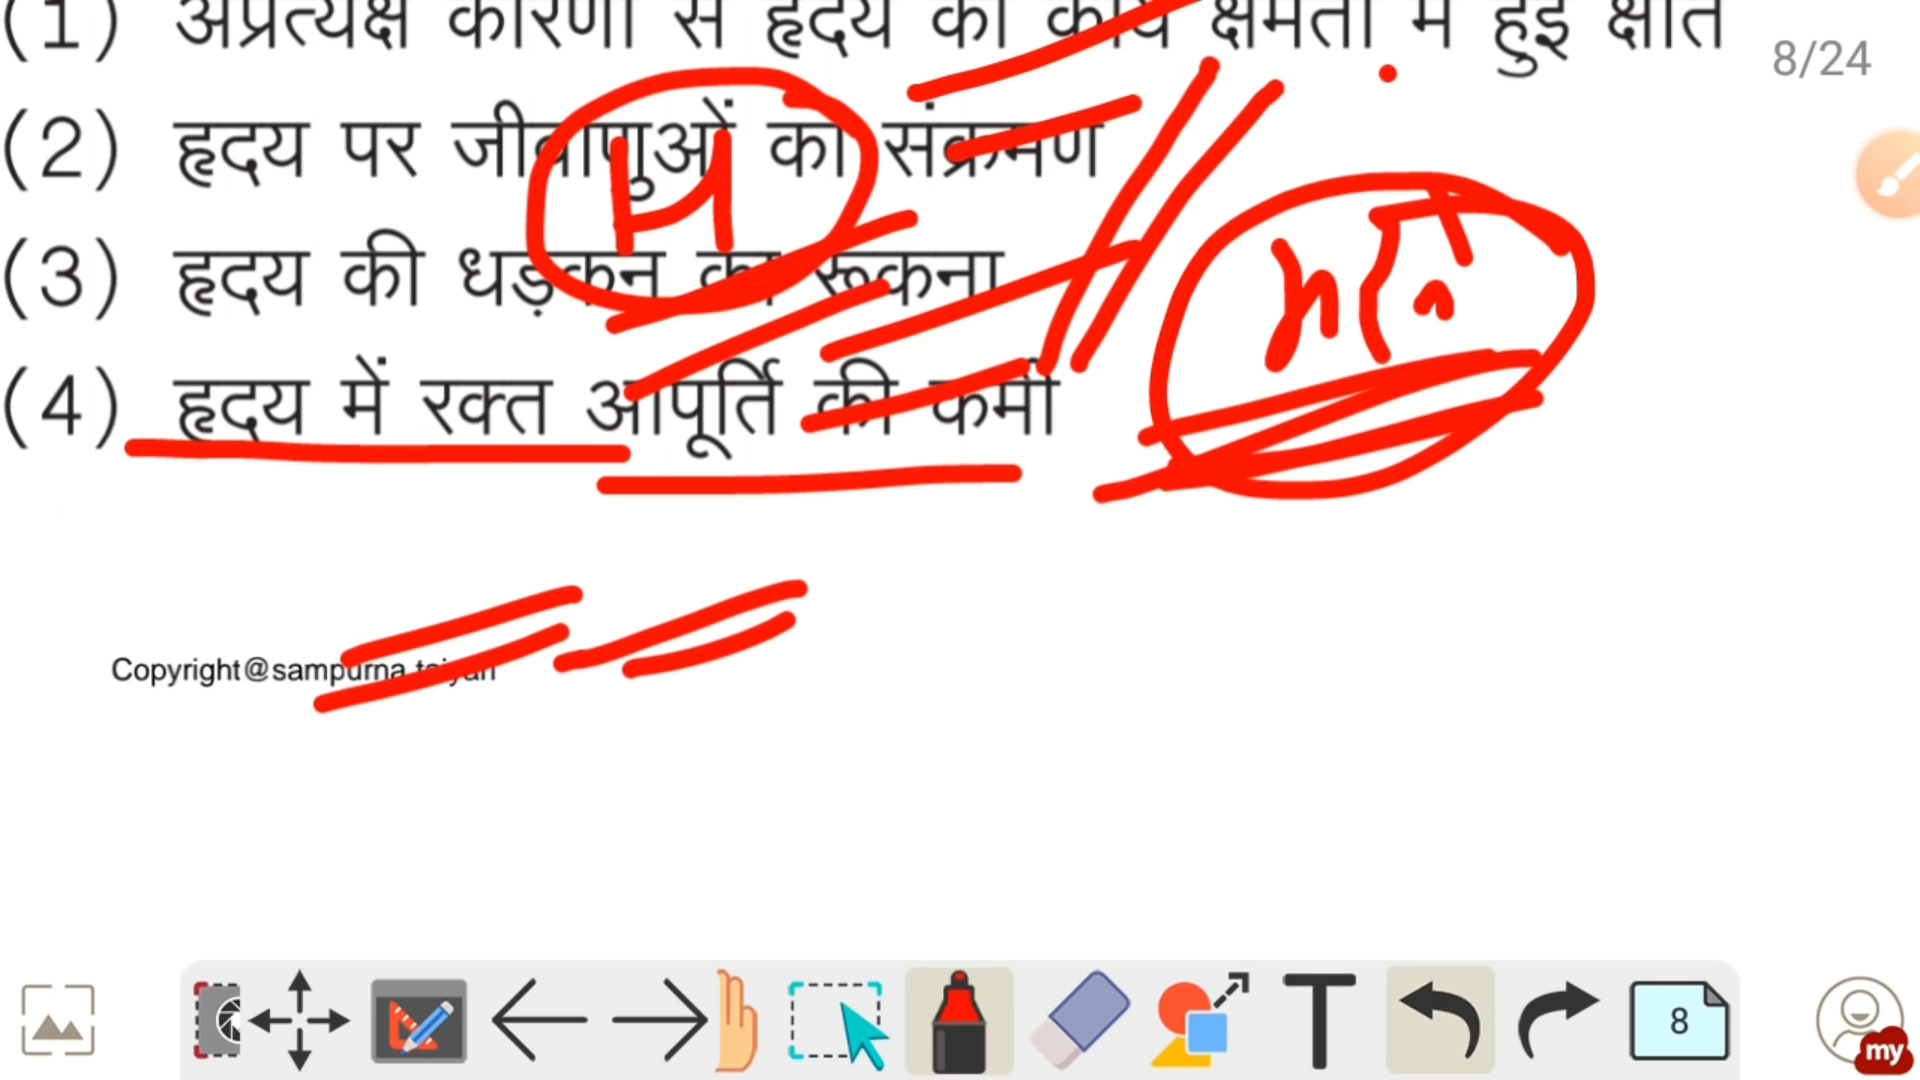 (1) अप्रत्यक्ष कारणों से हृदय की कार्य क्षमता में हुई क्षति
8/24
(2) हृदय पर जीवाणुओं का संक्रमण
(3) हृदय की धड़कन का रूकना
(4) हृदय में रक्त आपूर्ति की कमी
Copyright@sampurna.taiyari
8
my